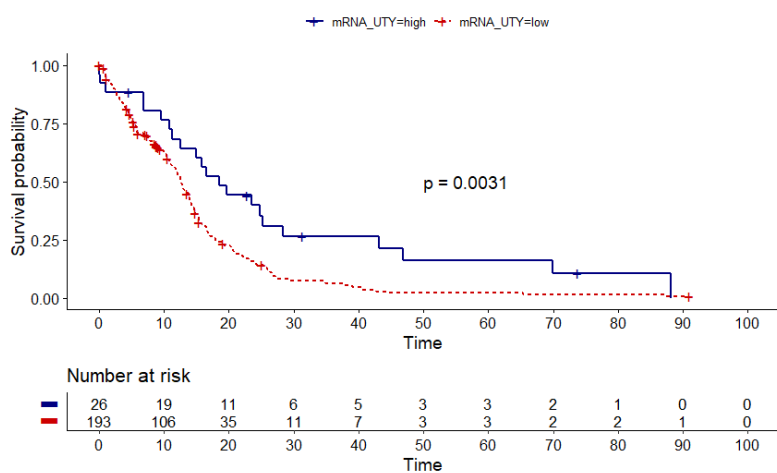 mRNA_UTY=high mRNA_UTY=low
1.00
0.75
0.50
0.25
0.00
Survival probability
p = 0.0031
0 10 20 30 40 50 60 70 80 90 100
Time
Number at risk
26 19 11 6 5 3 3 2 1 0 0
193 106 35 11 7 3 3 2 2 1 0
0 10 20 30 40 50 60 70 80 90 100
Time